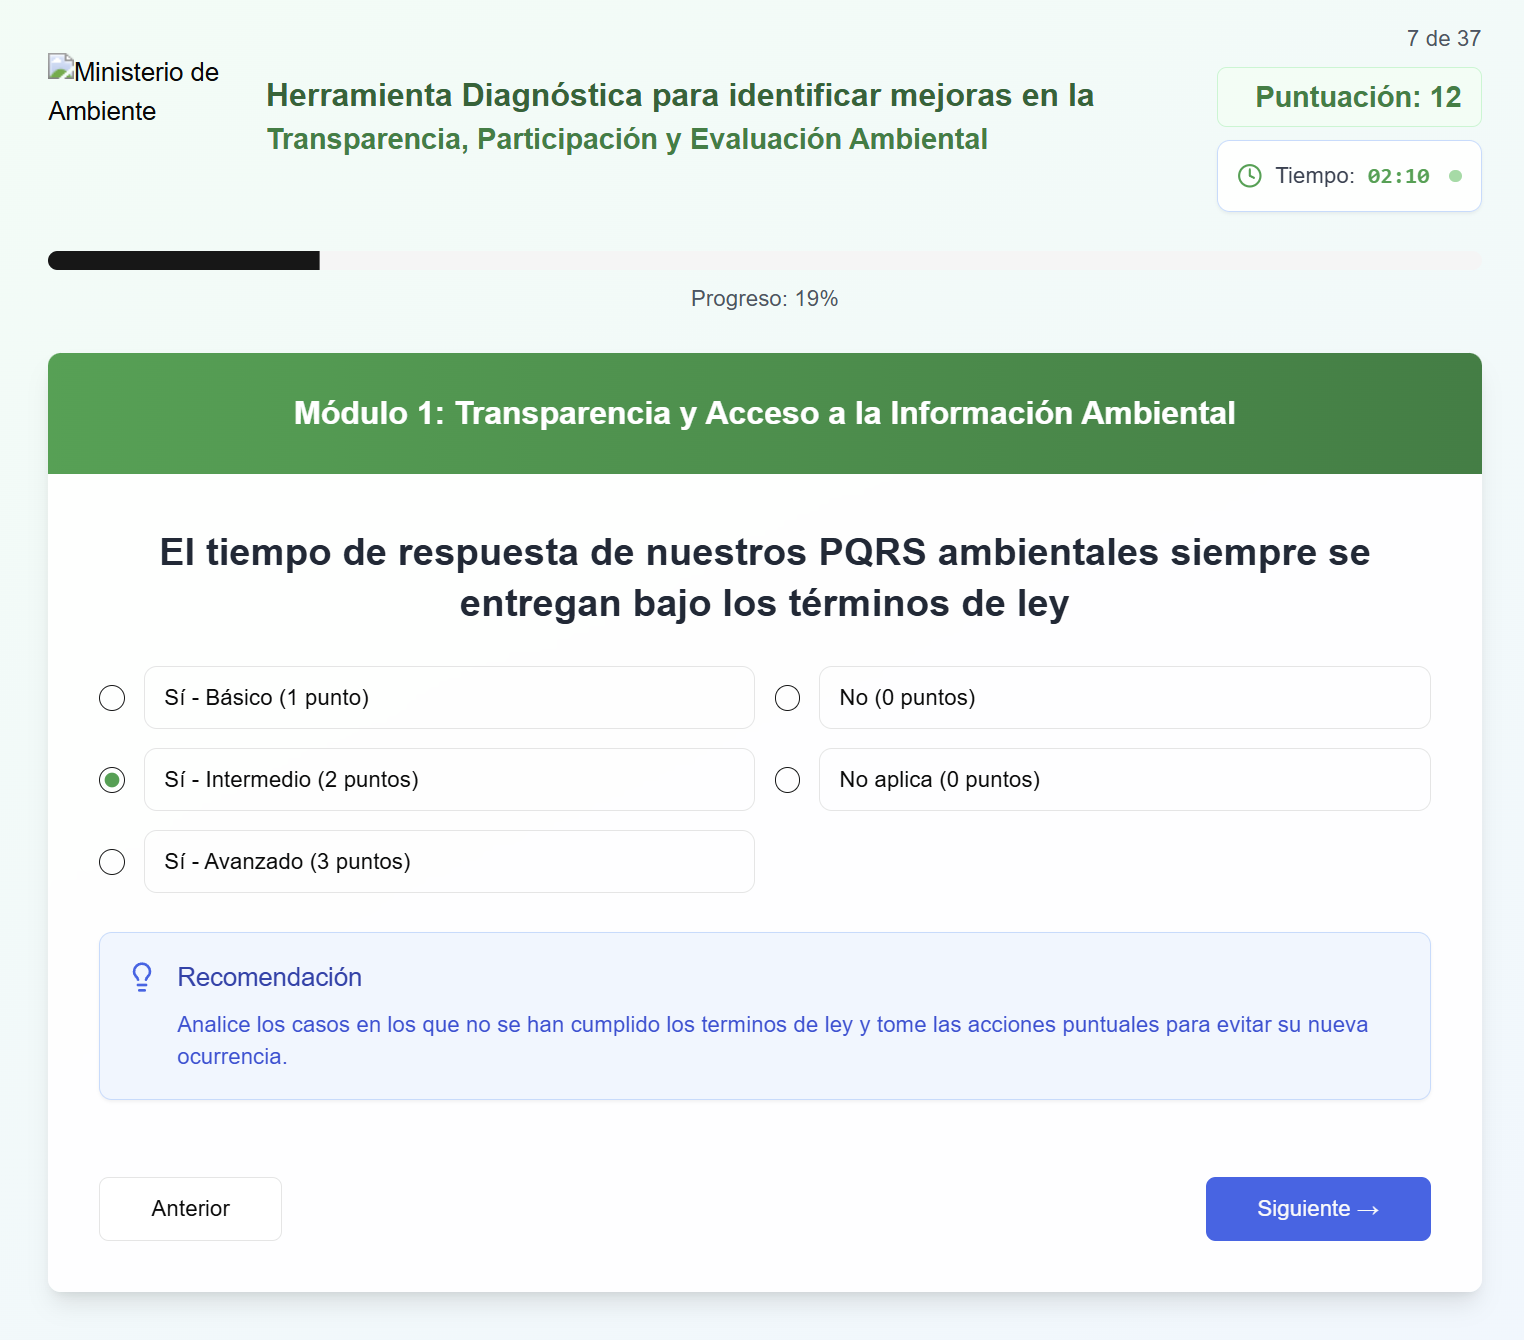 7 de 37
Ministerio de
Ambiente
Herramienta Diagnóstica para identificar mejoras en la
Transparencia, Participación y Evaluación Ambiental
Puntuación: 12
Tiempo: 02:10
Progreso: 19%
Módulo 1: Transparencia y Acceso a la Información Ambiental
El tiempo de respuesta de nuestros PQRS ambientales siempre se
entregan bajo los términos de ley
Sí - Básico (1 punto)
No (0 puntos)
Sí - Intermedio (2 puntos)
No aplica (0 puntos)
Sí - Avanzado (3 puntos)
Recomendación
Analice los casos en los que no se han cumplido los terminos de ley y tome las acciones puntuales para evitar su nueva
ocurrencia.
Anterior
Siguiente →